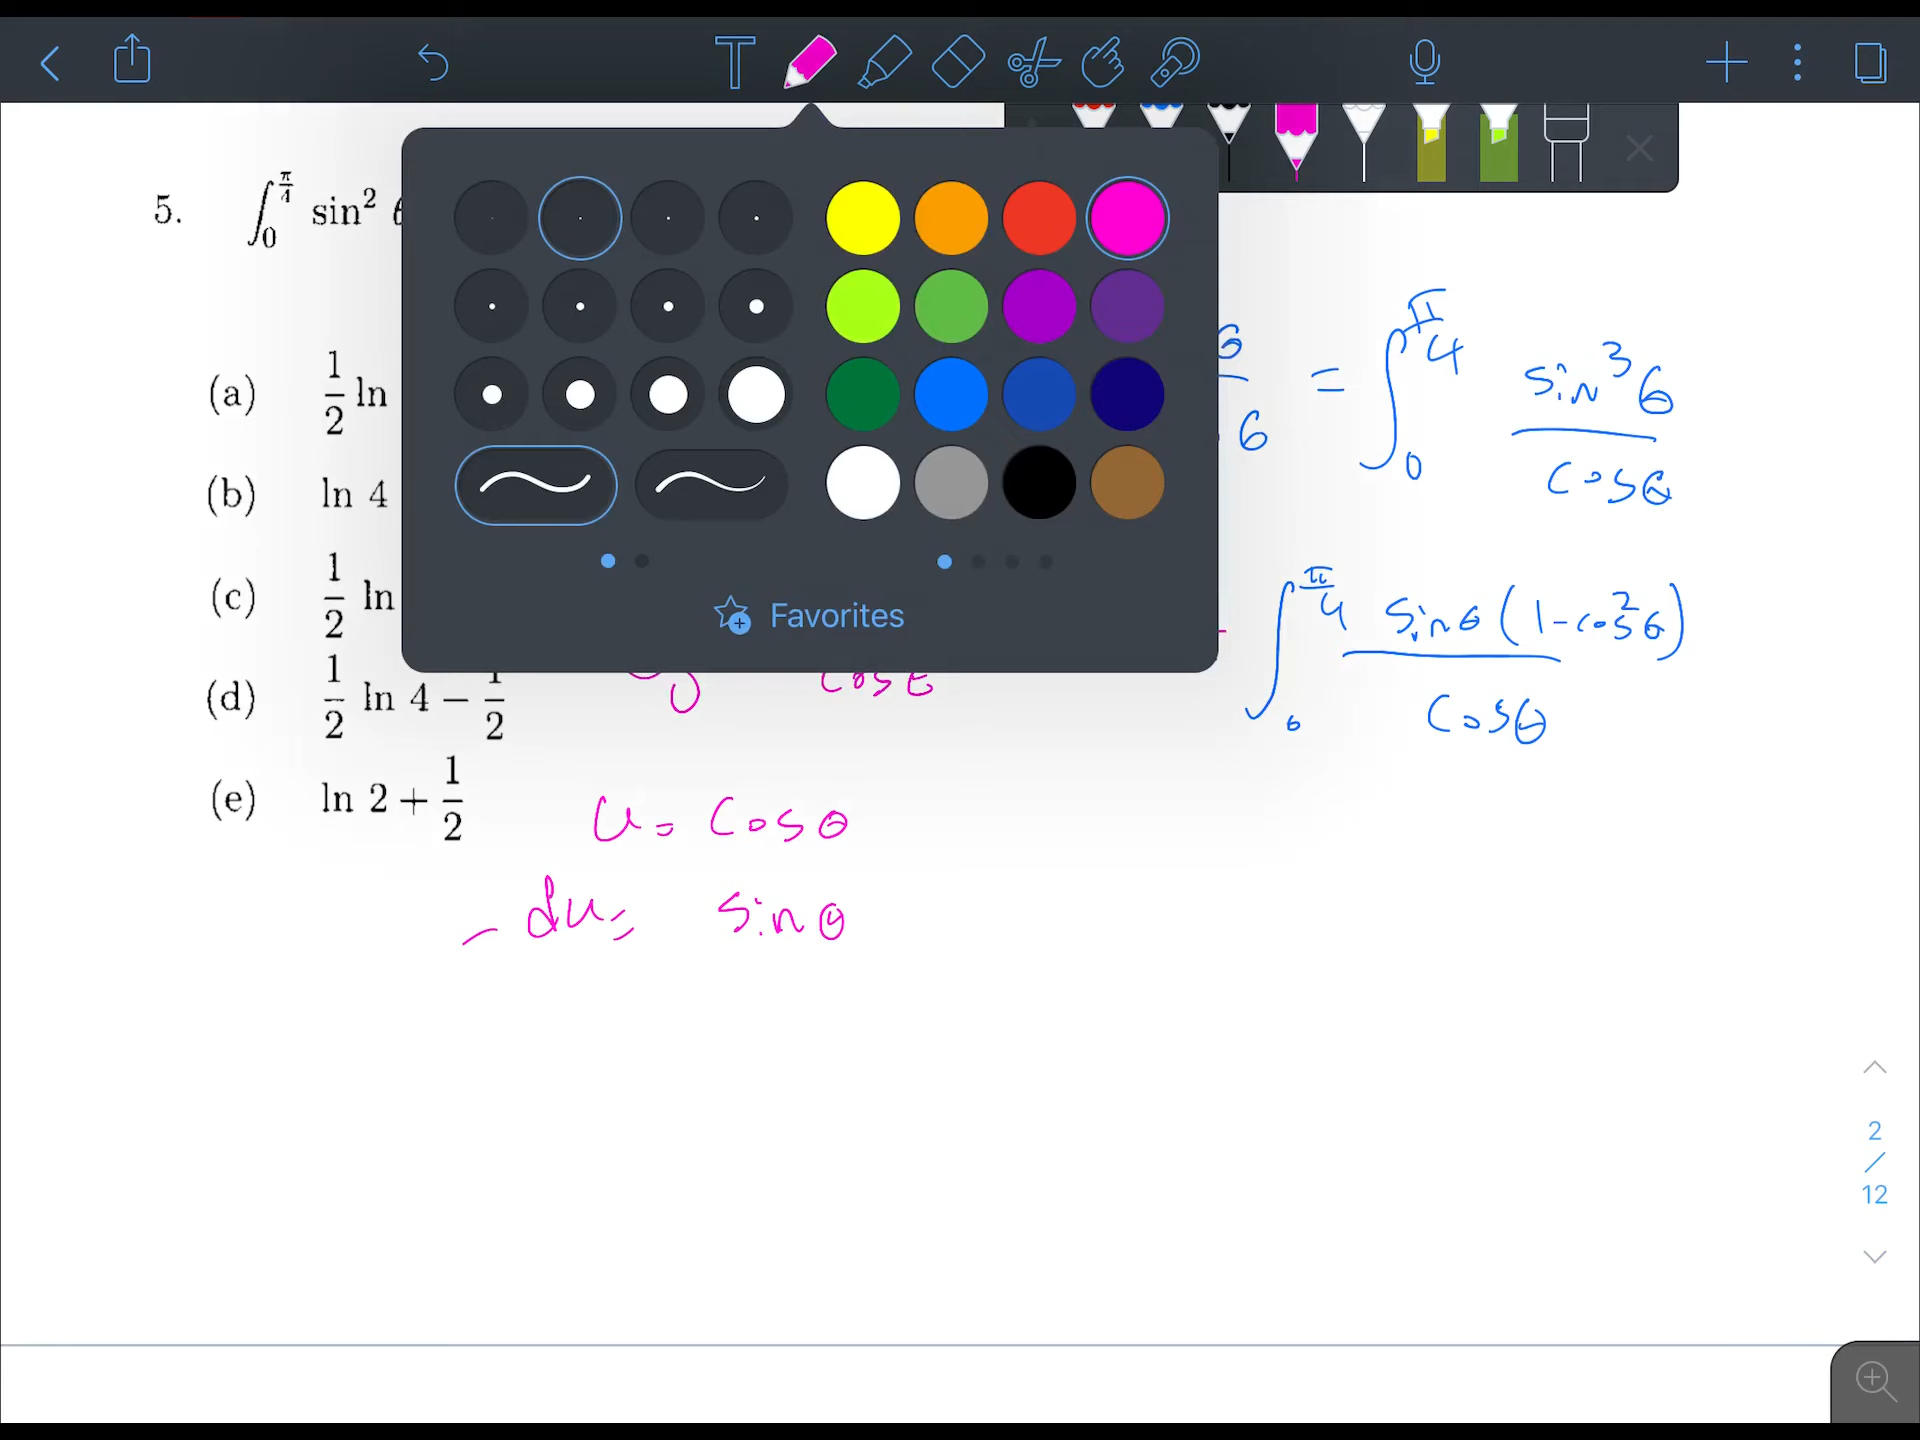 5. ∫₀^{π/4} sin² θ
(a) 1/2 ln
(b) ln 4
(c) 1/2 ln
(d) 1/2 ln 4 − 1/2
(e) ln 2 + 1/2
Favorites
= ∫₀^{π/4} sin³θ / cosθ
∫₀^{π/4} sinθ (1-cos²θ) / cosθ
0 cosθ
u = cosθ
- du = sinθ
2
/
12